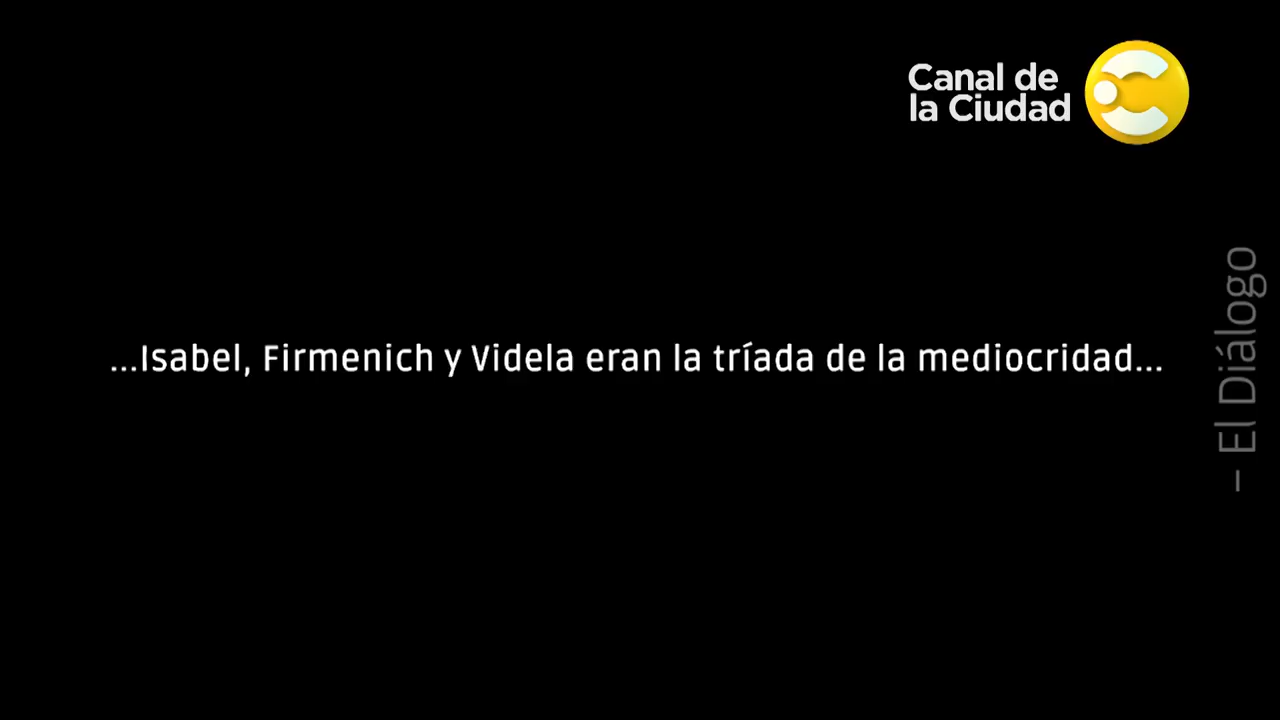 Canal de
la Ciudad
...Isabel, Firmenich y Videla eran la tríada de la mediocridad...
– El Diálogo